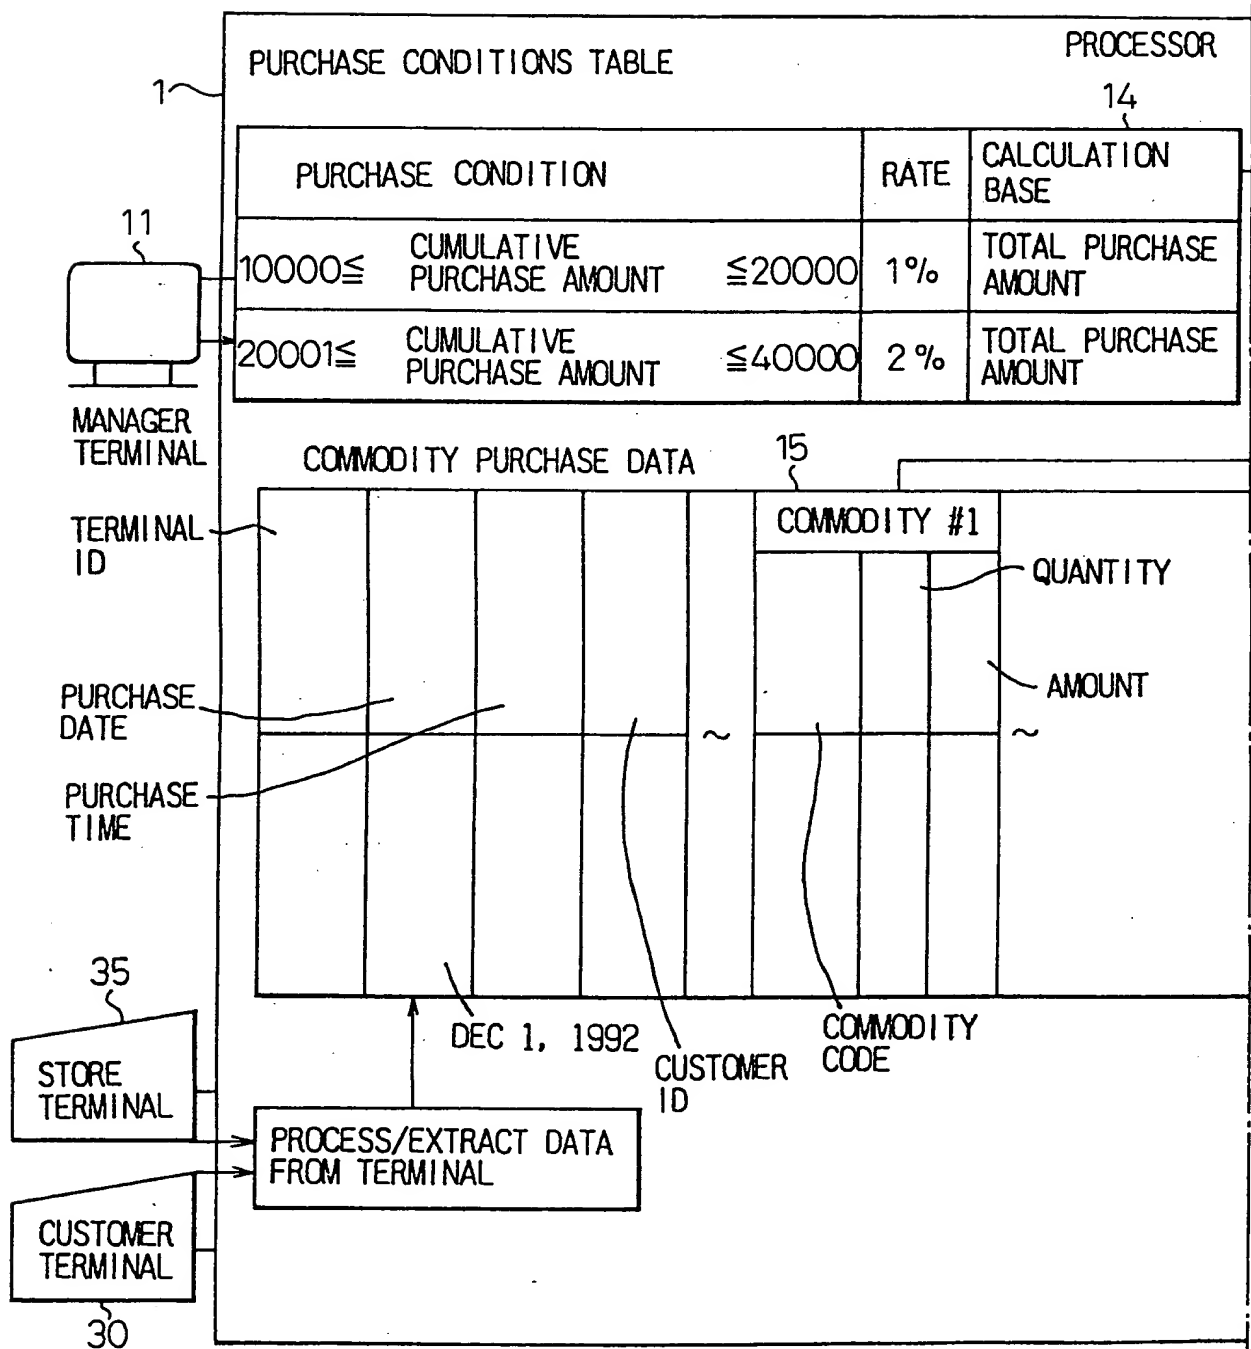 PROCESSOR
PURCHASE CONDITIONS TABLE
1
14
PURCHASE CONDITION
RATE
CALCULATION
BASE
11
10000≦
CUMULATIVE
PURCHASE AMOUNT
≦20000
1%
TOTAL PURCHASE
AMOUNT
20001≦
CUMULATIVE
PURCHASE AMOUNT
≦40000
2%
TOTAL PURCHASE
AMOUNT
MANAGER
TERMINAL
COMMODITY PURCHASE DATA
15
TERMINAL
ID
COMMODITY #1
QUANTITY
AMOUNT
PURCHASE
DATE
~
~
PURCHASE
TIME
35
DEC 1, 1992
CUSTOMER
ID
COMMODITY
CODE
STORE
TERMINAL
PROCESS/EXTRACT DATA
FROM TERMINAL
CUSTOMER
TERMINAL
30